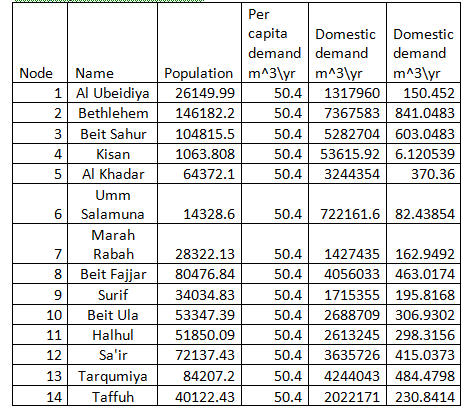 Per
capita
demand Domestic Domestic
demand demand
Node Name Population m^3\yr m^3\yr m^3\yr
1 Al Ubeidiya 26149.99 50.4 1317960 150.452
2 Bethlehem 146182.2 50.4 7367583 841.0483
3 Beit Sahur 104815.5 50.4 5282704 603.0483
4 Kisan 1063.808 50.4 53615.92 6.120539
5 Al Khadar 64372.1 50.4 3244354 370.36
Umm
6 Salamuna 14328.6 50.4 722161.6 82.43854
Marah
7 Rabah 28322.13 50.4 1427435 162.9492
8 Beit Fajjar 80476.84 50.4 4056033 463.0174
9 Surif 34034.83 50.4 1715355 195.8168
10 Beit Ula 53347.39 50.4 2688709 306.9302
11 Halhul 51850.09 50.4 2613245 298.3156
12 Sa'ir 72137.43 50.4 3635726 415.0373
13 Tarqumiya 84207.2 50.4 4244043 484.4798
14 Taffuh 40122.43 50.4 2022171 230.8414